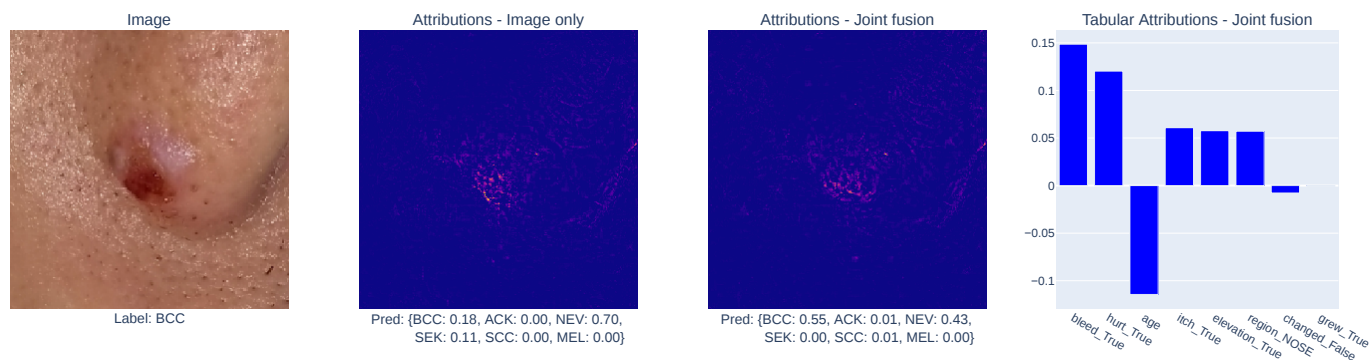 Image
Attributions - Image only
Attributions - Joint fusion
Tabular Attributions - Joint fusion
Label: BCC
Pred: {BCC: 0.18, ACK: 0.00, NEV: 0.70,
SEK: 0.11, SCC: 0.00, MEL: 0.00}
Pred: {BCC: 0.55, ACK: 0.01, NEV: 0.43,
SEK: 0.00, SCC: 0.01, MEL: 0.00}
0.15
0.1
0.05
0
−0.05
−0.1
bleed_True
hurt_True
age
itch_True
elevation_True
region_NOSE
changed_False
grew_True